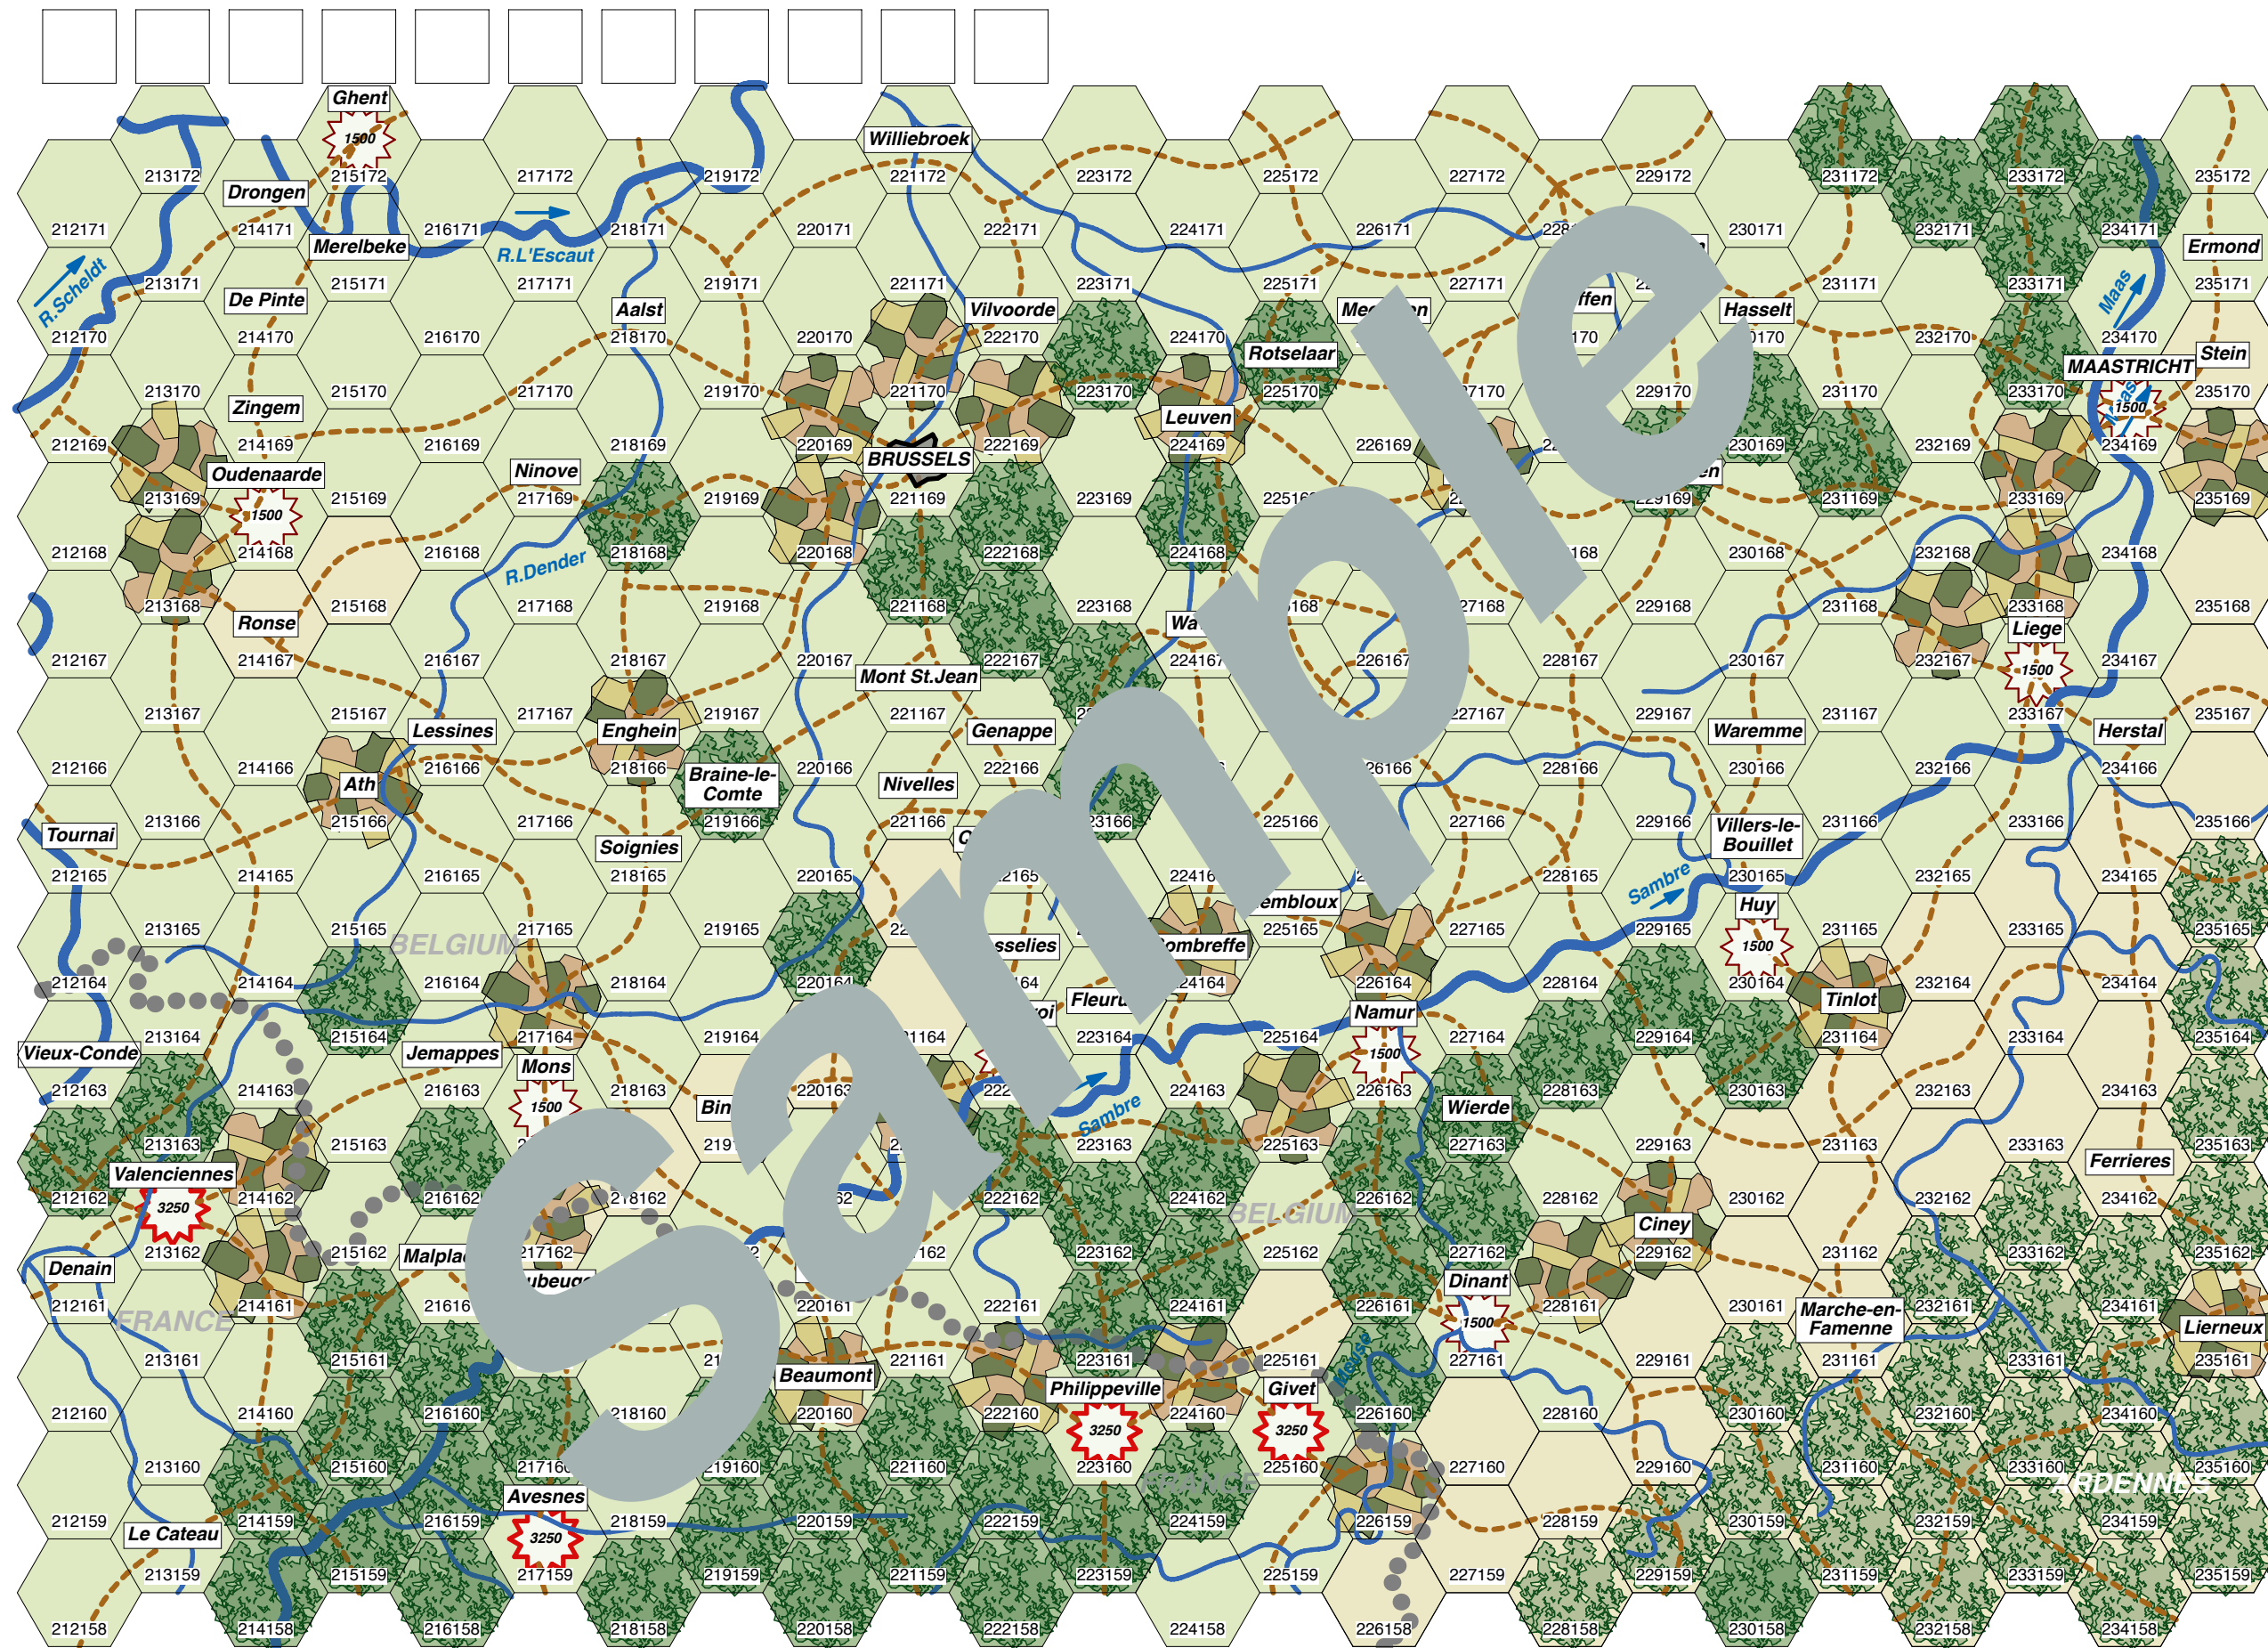 Ghent
1500
Williebroek
213172 215172 217172 219172 221172 223172 225172 227172 229172 231172 233172 235172
Drongen
212171 214171 216171 218171 220171 222171 224171 226171 230171 232171 234171
Merelbeke
Ermond
R.L'Escaut
R.Scheldt
213171 215171 217171 219171 221171 223171 225171 227171 231171 233171 235171
Maas
De Pinte
Aalst
Vilvoorde
Hasselt
212170 214170 216170 218170 220170 222170 224170 232170 234170
Rotselaar
Stein
MAASTRICHT
213170 215170 217170 219170 221170 223170 225170 229170 231170 233170 235170
Zingem
1500
Maas
Leuven
212169 214169 216169 218169 220169 222169 224169 226169 230169 232169 234169
BRUSSELS
Oudenaarde
Ninove
213169 215169 217169 219169 221169 223169 229169 231169 233169 235169
1500
212168 214168 216168 218168 220168 222168 224168 230168 232168 234168
R.Dender
213168 215168 217168 219168 221168 223168 229168 231168 233168 235168
Ronse
Liege
212167 214167 216167 218167 220167 222167 224167 226167 228167 230167 232167 234167
1500
Mont St.Jean
213167 215167 217167 219167 221167 229167 231167 233167 235167
Lessines
Enghein
Genappe
Waremme
Herstal
212166 214166 216166 218166 220166 222166 228166 230166 232166 234166
Ath
Braine-le-
Comte
Nivelles
213166 215166 217166 219166 221166 225166 227166 229166 231166 233166 235166
Tournai
Soignies
Villers-le-
Bouillet
212165 214165 216165 218165 220165 228165 230165 232165 234165
Sambre
Huy
213165 215165 217165 219165 225165 227165 229165 231165 233165 235165
BELGIUM
1500
212164 214164 216164 218164 220164 226164 228164 230164 232164 234164
Tinlot
Namur
213164 215164 217164 219164 223164 225164 227164 229164 231164 233164 235164
Vieux-Conde
Jemappes
Mons
1500
212163 214163 216163 218163 220163 224163 226163 228163 230163 232163 234163
1500
Wierde
Sambre
213163 215163 223163 225163 227163 229163 231163 233163 235163
Valenciennes
Ferrieres
212162 214162 216162 218162 222162 224162 226162 228162 230162 232162 234162
3250
BELGIUM
Ciney
213162 215162 217162 223162 225162 227162 229162 231162 233162 235162
Denain
Dinant
212161 214161 220161 222161 224161 226161 228161 230161 232161 234161
FRANCE
1500
Marche-en-
Famenne
Lierneux
213161 215161 221161 223161 225161 227161 229161 231161 233161 235161
Meuse
Beaumont
Philippeville
Givet
212160 214160 216160 218160 220160 222160 224160 226160 228160 230160 232160 234160
3250
3250
213160 215160 219160 221160 223160 225160 227160 229160 231160 233160 235160
FRANCE
ARDENNES
Avesnes
212159 214159 216159 218159 220159 222159 224159 226159 228159 230159 232159 234159
Le Cateau
3250
213159 215159 217159 219159 221159 223159 225159 227159 229159 231159 233159 235159
212158 214158 216158 218158 220158 222158 224158 226158 228158 230158 232158 234158
Sample